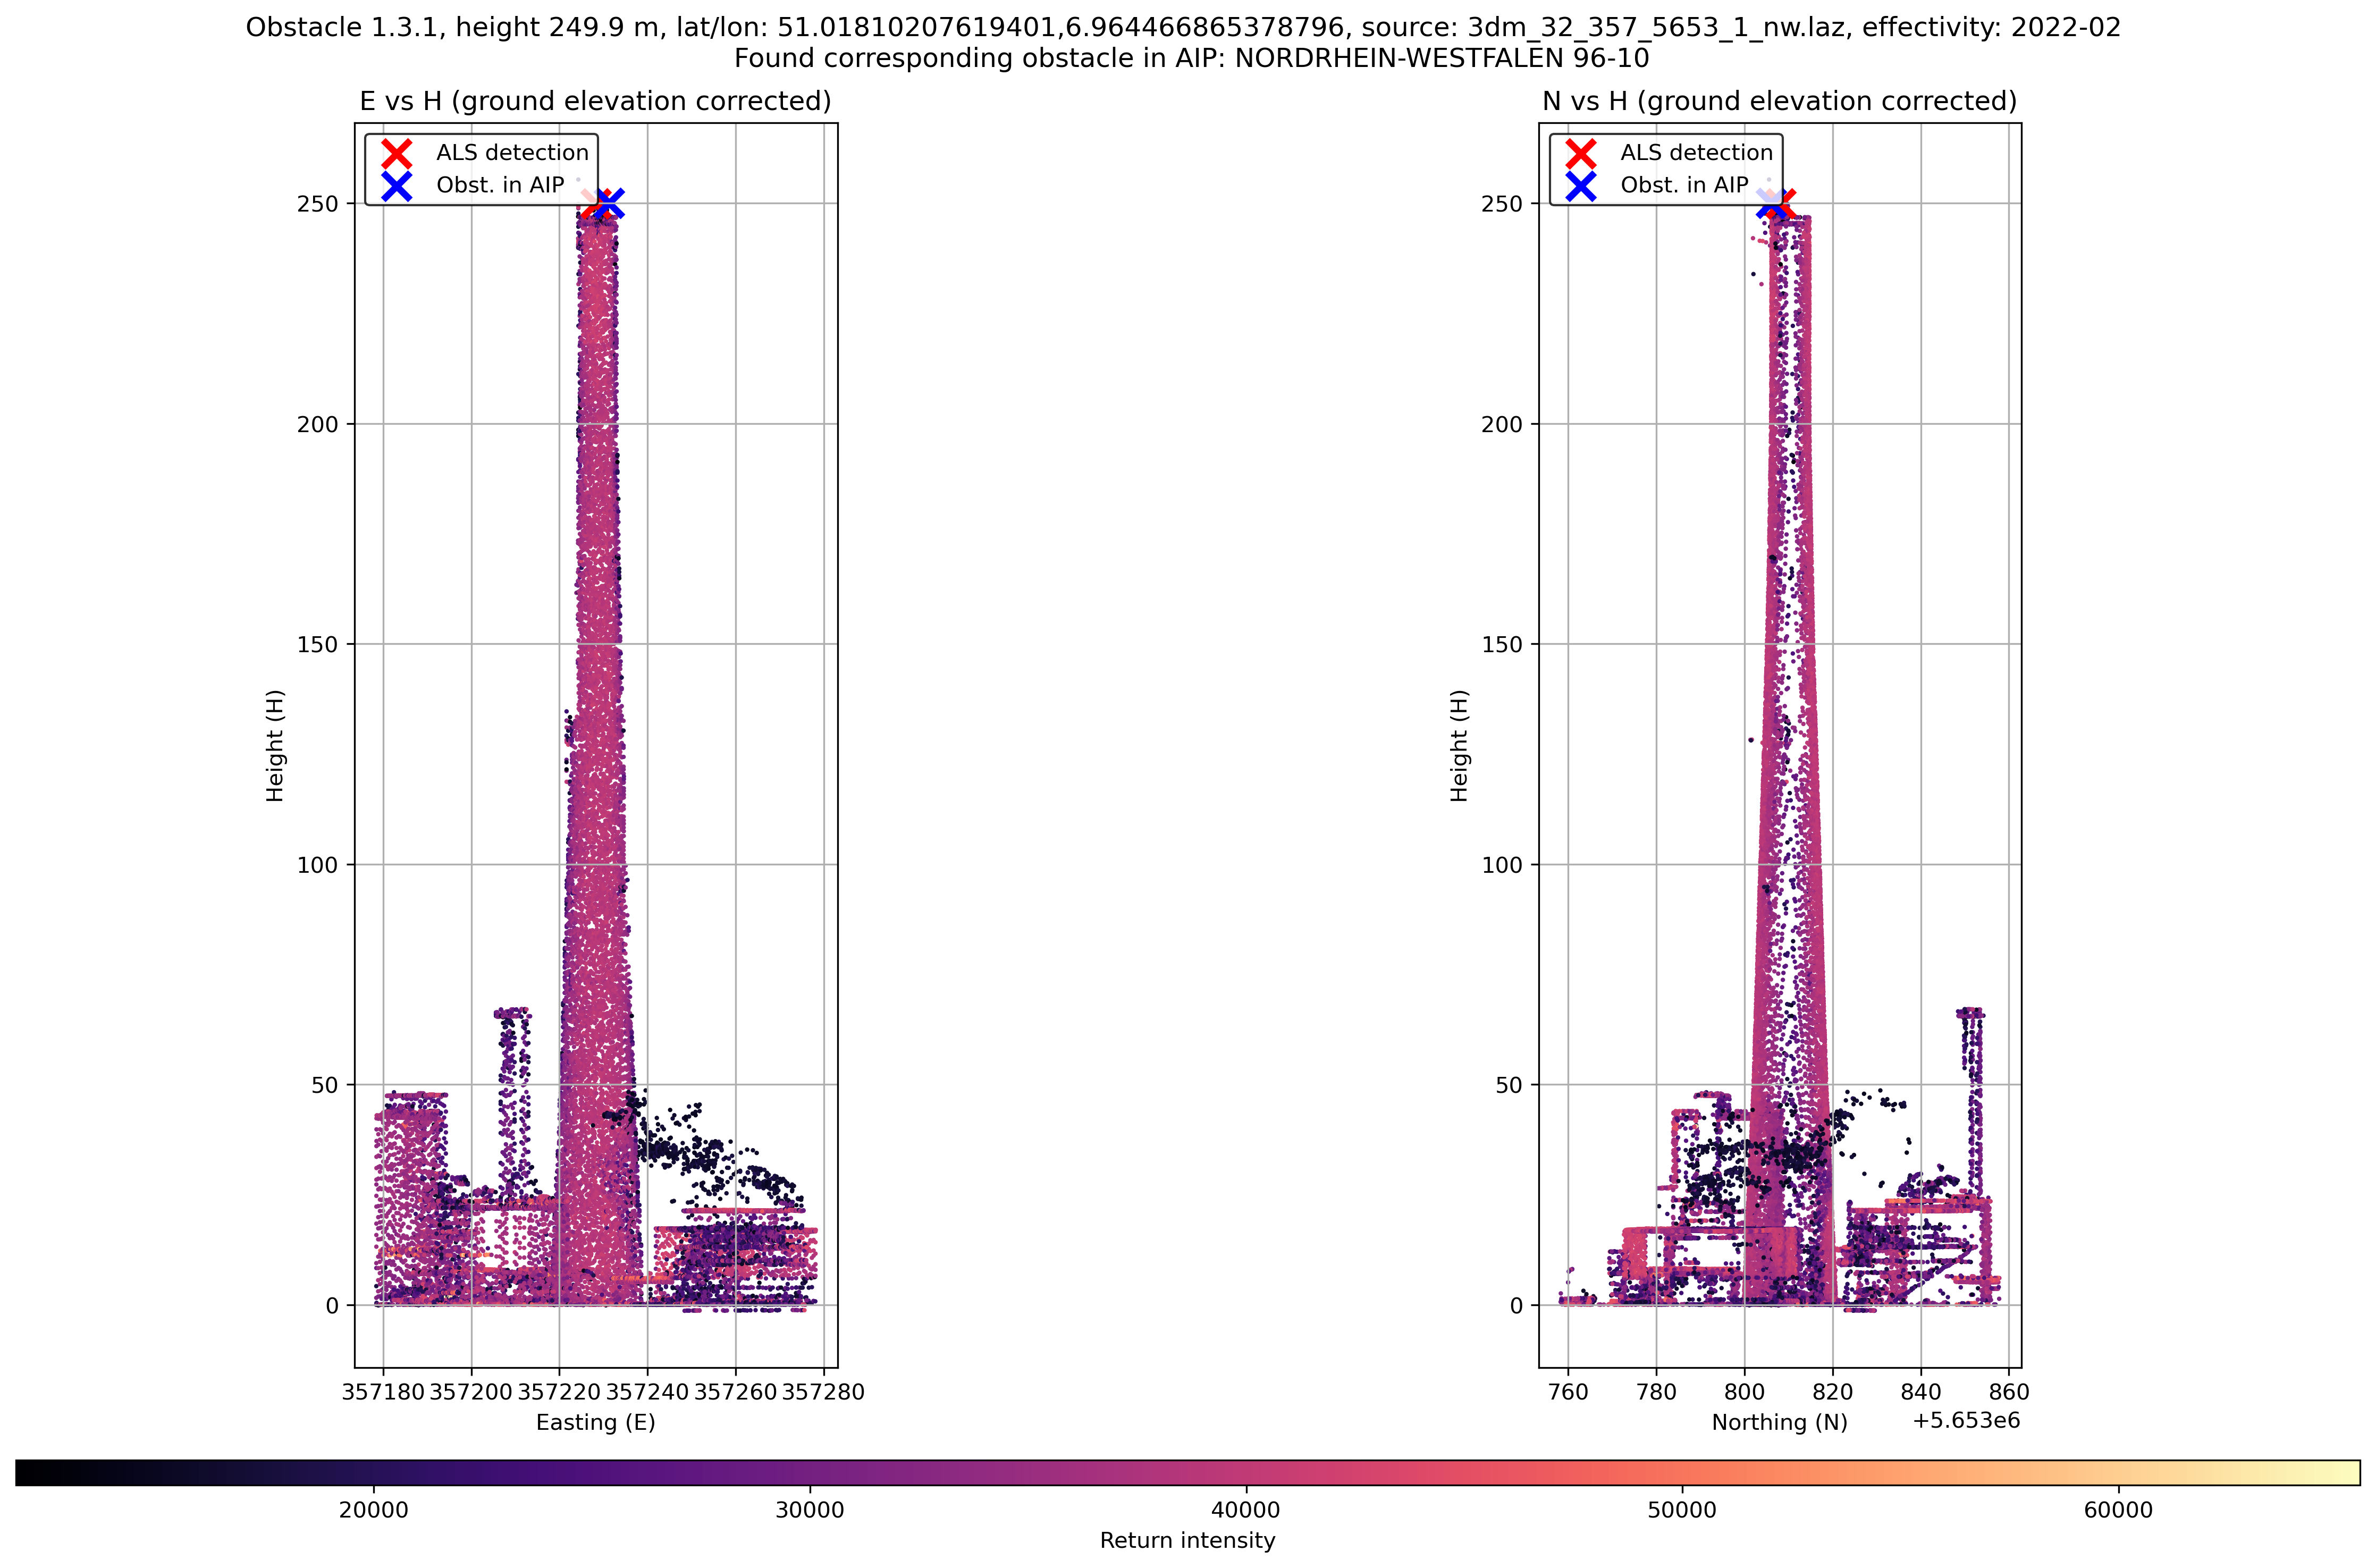 Obstacle 1.3.1, height 249.9 m, lat/lon: 51.01810207619401,6.964466865378796, source: 3dm_32_357_5653_1_nw.laz, effectivity: 2022-02
Found corresponding obstacle in AIP: NORDRHEIN-WESTFALEN 96-10
E vs H (ground elevation corrected)
ALS detection
Obst. in AIP
250
200
150
100
50
0
Height (H)
357180 357200 357220 357240 357260 357280
Easting (E)
N vs H (ground elevation corrected)
ALS detection
Obst. in AIP
250
200
150
100
50
0
Height (H)
760 780 800 820 840 860
Northing (N)
+5.653e6
20000 30000 40000 50000 60000
Return intensity